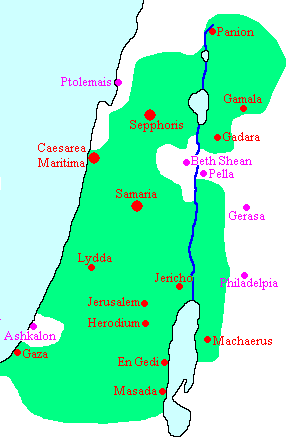 Panion
Ptolemais
Gamala
Sepphoris
Gadara
Caesarea
Maritima
Beth Shean
Pella
Samaria
Gerasa
Lydda
Jericho
Philadelpia
Jerusalem
Herodium
Ashkalon
Machaerus
Gaza
En Gedi
Masada